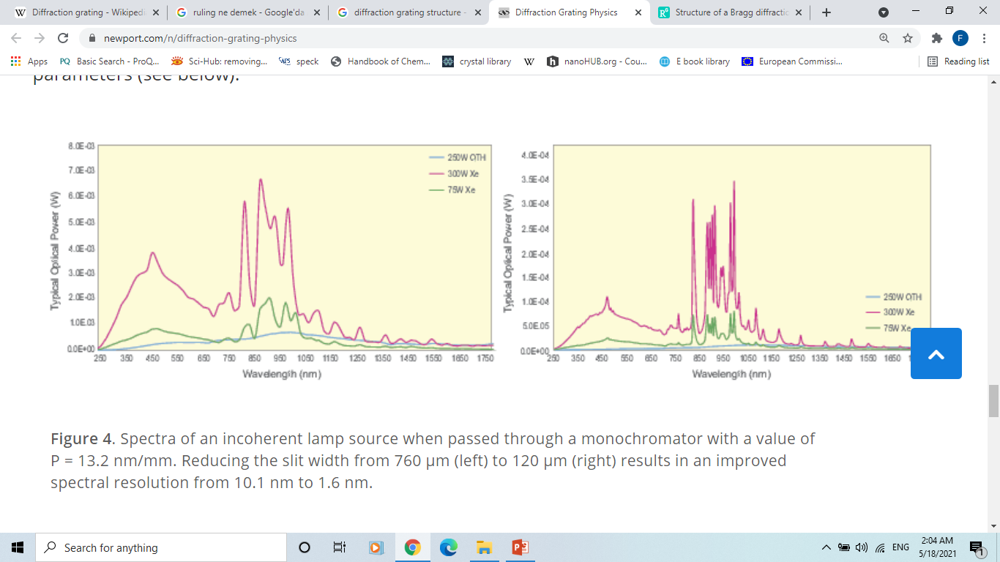 Diffraction grating - Wikipedi
ruling ne demek - Google'da
diffraction grating structure -
Diffraction Grating Physics
Structure of a Bragg diffractic
newport.com/n/diffraction-grating-physics
F
Apps
PQ Basic Search - ProQ...
Sci-Hub: removing...
speck
Handbook of Chem...
crystal library
W
nanoHUB.org - Cou...
E book library
European Commissi...
Reading list
parameters (see below).
8.0E-03
7.0E-03
6.0E-03
5.0E-03
4.0E-03
3.0E-03
2.0E-03
1.0E-03
0.0E+00
Typical Optical Power (W)
250W QTH
300W Xe
75W Xe
250 350 450 550 650 750 850 950 1050 1150 1250 1350 1450 1550 1650 1750
Wavelength (nm)
4.0E-04
3.5E-04
3.0E-04
2.5E-04
2.0E-04
1.5E-04
1.0E-04
5.0E-05
0.0E+00
Typical Optical Power (W)
250W QTH
300W Xe
75W Xe
250 350 450 550 650 750 850 950 1050 1150 1250 1350 1450 1550 1650
Wavelength (nm)
Figure 4. Spectra of an incoherent lamp source when passed through a monochromator with a value of
P = 13.2 nm/mm. Reducing the slit width from 760 μm (left) to 120 μm (right) results in an improved
spectral resolution from 10.1 nm to 1.6 nm.
Search for anything
ENG
2:04 AM
5/18/2021
1